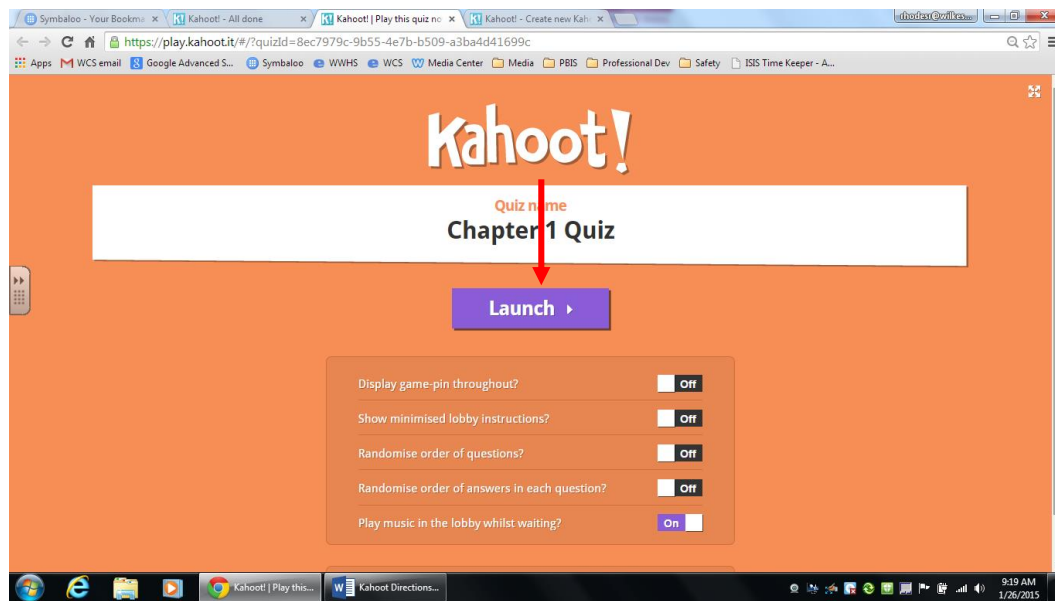 Symbaloo - Your Bookma
Kahoot! - All done
Kahoot! | Play this quiz no
Kahoot! - Create new Kah
https://play.kahoot.it/#/?quizId=8ec7979c-9b55-4e7b-b509-a3ba4d41699c
Apps WCS email Google Advanced S... Symbaloo WWHS WCS Media Center Media PBIS Professional Dev Safety ISIS Time Keeper - A...
Kahoot!
Quiz name
Chapter 1 Quiz
Launch
Display game-pin throughout? Off
Show minimised lobby instructions? Off
Randomise order of questions? Off
Randomise order of answers in each question? Off
Play music in the lobby whilst waiting? On
Kahoot! | Play this...
Kahoot Directions...
9:19 AM
1/26/2015